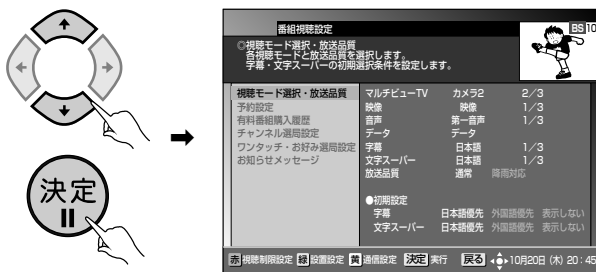 決定
番組視聴設定
BS10
◎視聴モード選択・放送品質
各視聴モードと放送品質を選択します。
字幕・文字スーパーの初期選択条件を設定します。
視聴モード選択・放送品質
予約設定
有料番組購入履歴
チャンネル選局設定
ワンタッチ・お好み選局設定
お知らせメッセージ
マルチビューTV カメラ2 2/3
映像 映像 1/3
音声 第一音声 1/3
データ データ
字幕 日本語 1/3
文字スーパー 日本語 1/3
放送品質 通常 降雨対応
●初期設定
字幕 日本語優先 外国語優先 表示しない
文字スーパー 日本語優先 外国語優先 表示しない
赤 視聴制限設定 緑 設置設定 黄 通信設定 決定 実行 戻る 10月20日 (木) 20:45